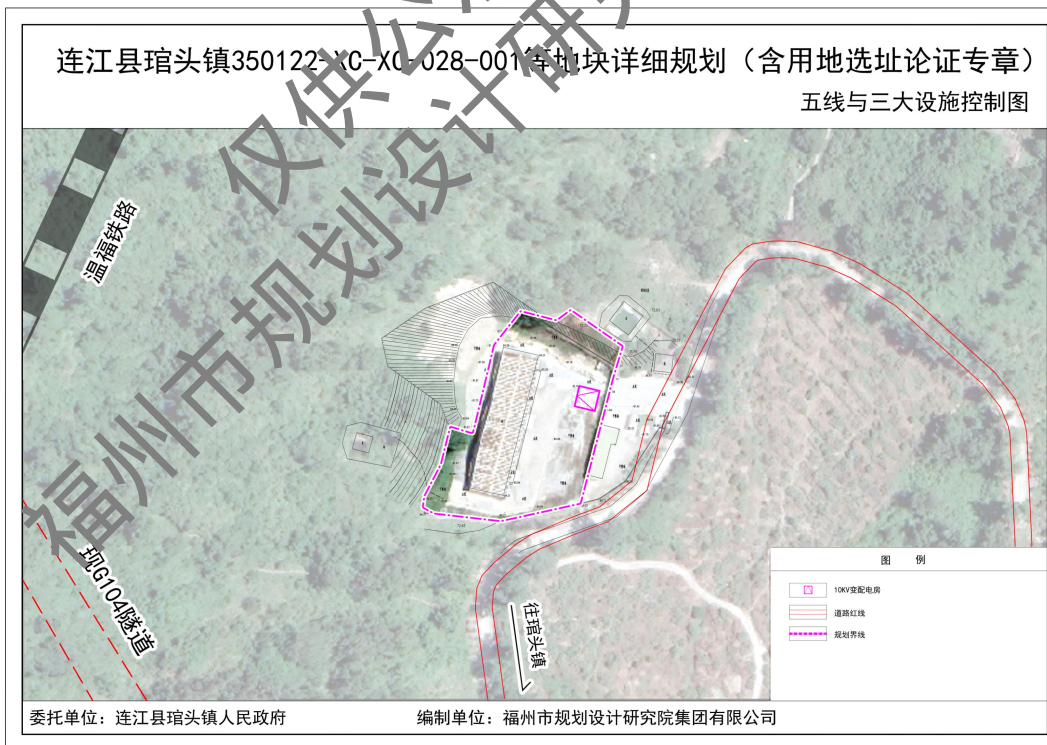 连江县琯头镇350122-XC-XC-028-001等地块详细规划（含用地选址论证专章）
五线与三大设施控制图
仅供公
福州市规划设计研究
温福铁路
现G104隧道
往琯头镇
图 例
10KV变配电房
道路红线
规划界线
委托单位：连江县琯头镇人民政府
编制单位：福州市规划设计研究院集团有限公司